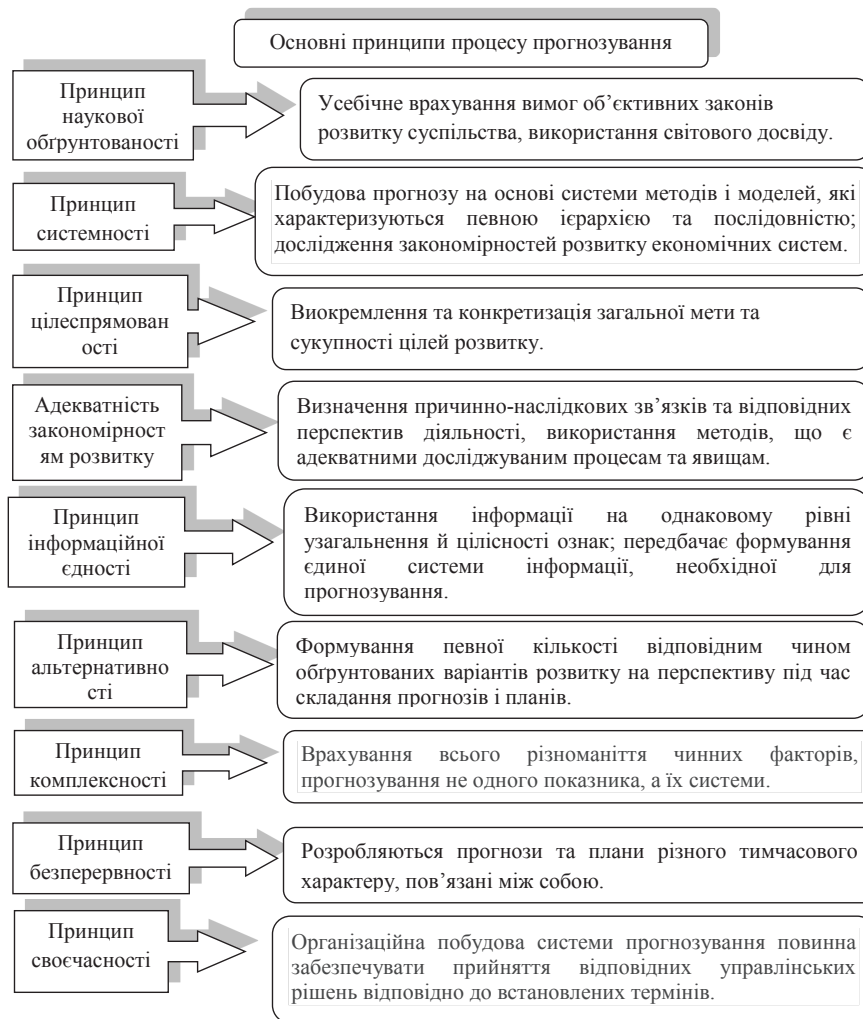 Основні принципи процесу прогнозування
Принцип
наукової
обґрунтованості
Усебічне врахування вимог об’єктивних законів
розвитку суспільства, використання світового досвіду.
Принцип
системності
Побудова прогнозу на основі системи методів і моделей, які
характеризуються певною ієрархією та послідовністю;
дослідження закономірностей розвитку економічних систем.
Принцип
цілеспрямован
ості
Виокремлення та конкретизація загальної мети та
сукупності цілей розвитку.
Адекватність
закономірност
ям розвитку
Визначення причинно-наслідкових зв’язків та відповідних
перспектив діяльності, використання методів, що є
адекватними досліджуваним процесам та явищам.
Принцип
інформаційної
єдності
Використання інформації на однаковому рівні
узагальнення й цілісності ознак; передбачає формування
єдиної системи інформації, необхідної для
прогнозування.
Принцип
альтернативно
сті
Формування певної кількості відповідним чином
обґрунтованих варіантів розвитку на перспективу під час
складання прогнозів і планів.
Принцип
комплексності
Врахування всього різноманіття чинних факторів,
прогнозування не одного показника, а їх системи.
Принцип
безперервності
Розробляються прогнози та плани різного тимчасового
характеру, пов’язані між собою.
Принцип
своєчасності
Організаційна побудова системи прогнозування повинна
забезпечувати прийняття відповідних управлінських
рішень відповідно до встановлених термінів.